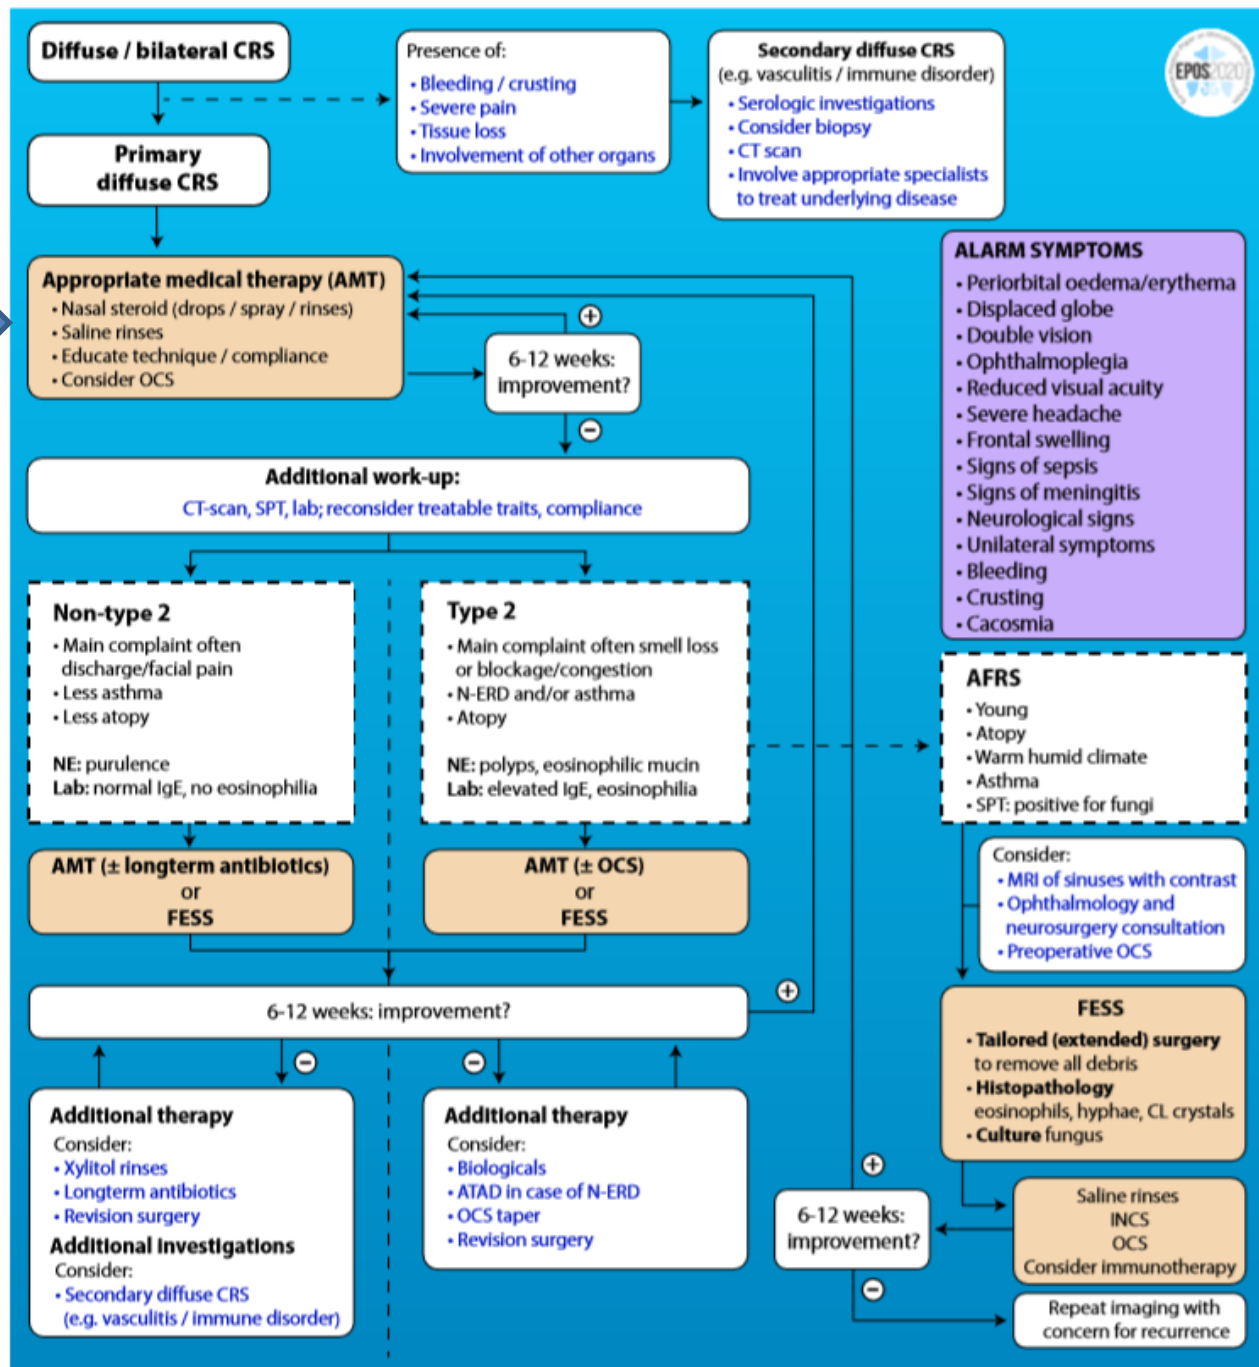 Diffuse / bilateral CRS
Presence of:
• Bleeding / crusting
• Severe pain
• Tissue loss
• Involvement of other organs
Secondary diffuse CRS
(e.g. vasculitis / immune disorder)
• Serologic investigations
• Consider biopsy
• CT scan
• Involve appropriate specialists
to treat underlying disease
EPOS2020
Primary
diffuse CRS
Appropriate medical therapy (AMT)
• Nasal steroid (drops / spray / rinses)
• Saline rinses
• Educate technique / compliance
• Consider OCS
+
6-12 weeks:
improvement?
−
ALARM SYMPTOMS
• Periorbital oedema/erythema
• Displaced globe
• Double vision
• Ophthalmoplegia
• Reduced visual acuity
• Severe headache
• Frontal swelling
• Signs of sepsis
• Signs of meningitis
• Neurological signs
• Unilateral symptoms
• Bleeding
• Crusting
• Cacosmia
Additional work-up:
CT-scan, SPT, lab; reconsider treatable traits, compliance
Non-type 2
• Main complaint often
discharge/facial pain
• Less asthma
• Less atopy
NE: purulence
Lab: normal IgE, no eosinophilia
Type 2
• Main complaint often smell loss
or blockage/congestion
• N-ERD and/or asthma
• Atopy
NE: polyps, eosinophilic mucin
Lab: elevated IgE, eosinophilia
AFRS
• Young
• Atopy
• Warm humid climate
• Asthma
• SPT: positive for fungi
AMT (± longterm antibiotics)
or
FESS
AMT (± OCS)
or
FESS
Consider:
• MRI of sinuses with contrast
• Ophthalmology and
neurosurgery consultation
• Preoperative OCS
6-12 weeks: improvement?
+
−
−
FESS
• Tailored (extended) surgery
to remove all debris
• Histopathology
eosinophils, hyphae, CL crystals
• Culture fungus
Additional therapy
Consider:
• Xylitol rinses
• Longterm antibiotics
• Revision surgery
Additional investigations
Consider:
• Secondary diffuse CRS
(e.g. vasculitis / immune disorder)
Additional therapy
Consider:
• Biologicals
• ATAD in case of N-ERD
• OCS taper
• Revision surgery
+
6-12 weeks:
improvement?
−
Saline rinses
INCS
OCS
Consider immunotherapy
Repeat imaging with
concern for recurrence